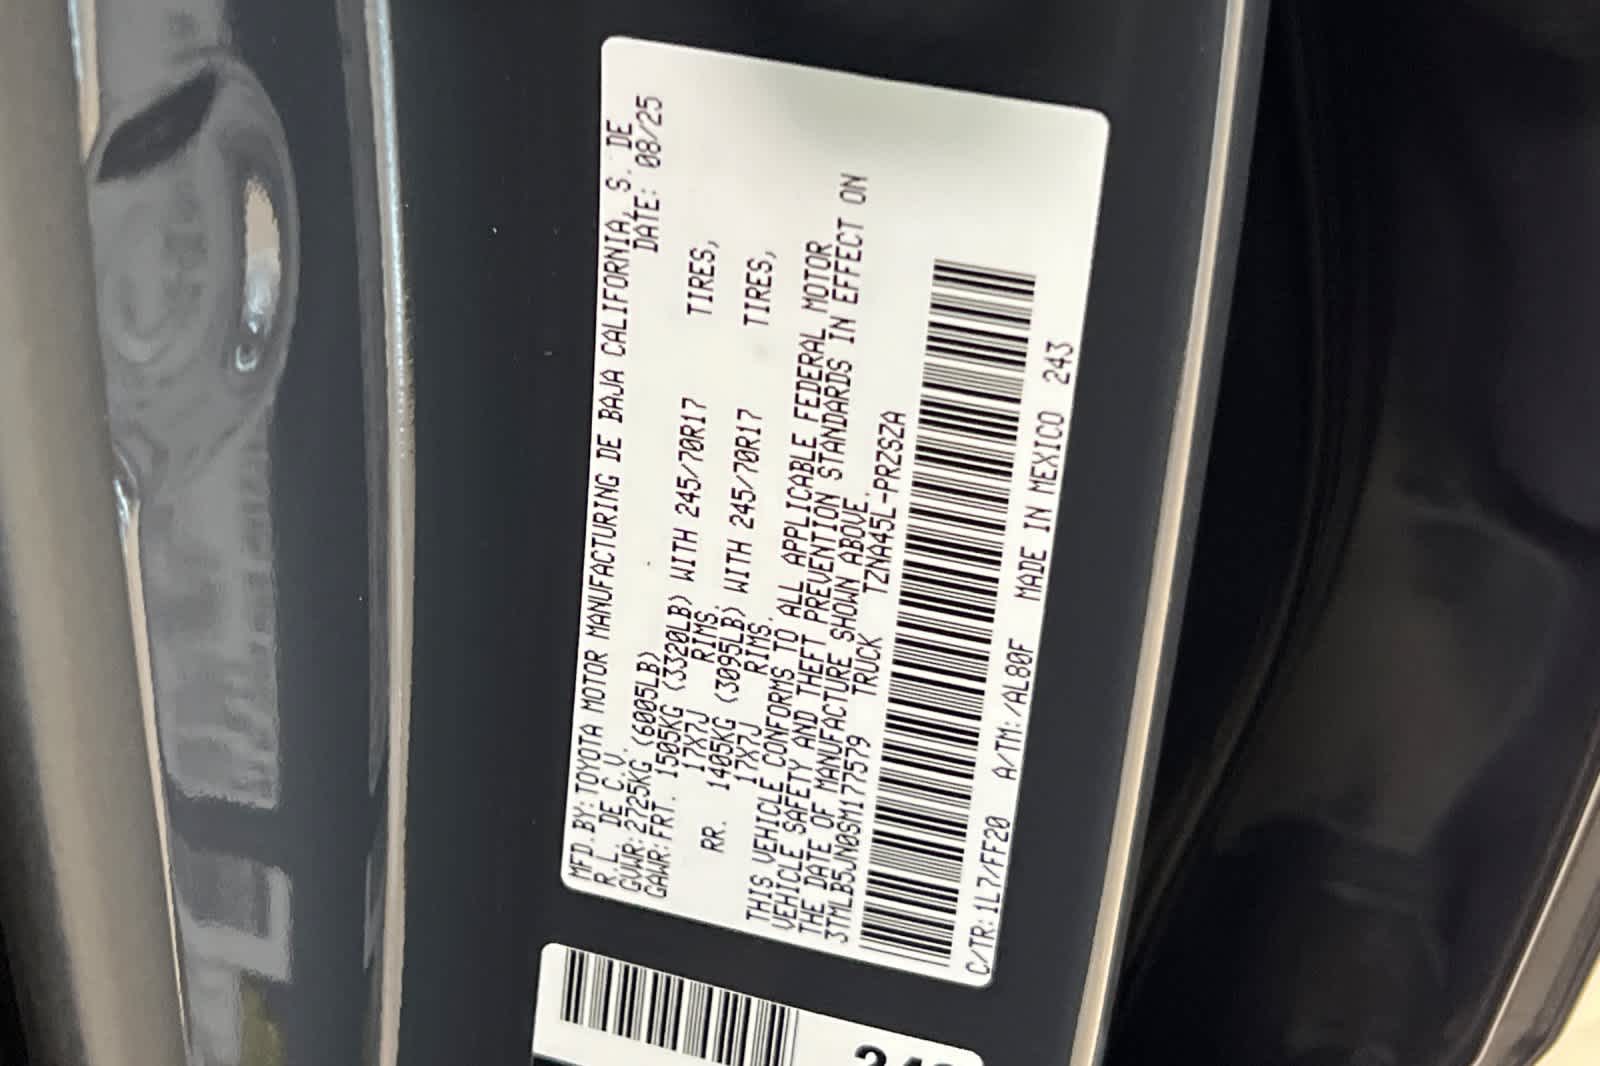 MFD.BY:TOYOTA MOTOR MANUFACTURING DE BAJA CALIFORNIA, S. DE
R.L. DE C.V. DATE: 08/25
GVWR:2725KG (6005LB)
GAWR:FRT. 1505KG (3320LB) WITH 245/70R17 TIRES,
17X7J RIMS.
RR. 1405KG (3095LB) WITH 245/70R17 TIRES,
17X7J RIMS.
THIS VEHICLE CONFORMS TO ALL APPLICABLE FEDERAL MOTOR
VEHICLE SAFETY AND THEFT PREVENTION STANDARDS IN EFFECT ON
THE DATE OF MANUFACTURE SHOWN ABOVE.
3TMLB5JN0SM177579 TRUCK TZNA45L-PRZSZA
C/TR:1L7/FF20 A/TM:/AL80F MADE IN MEXICO 243